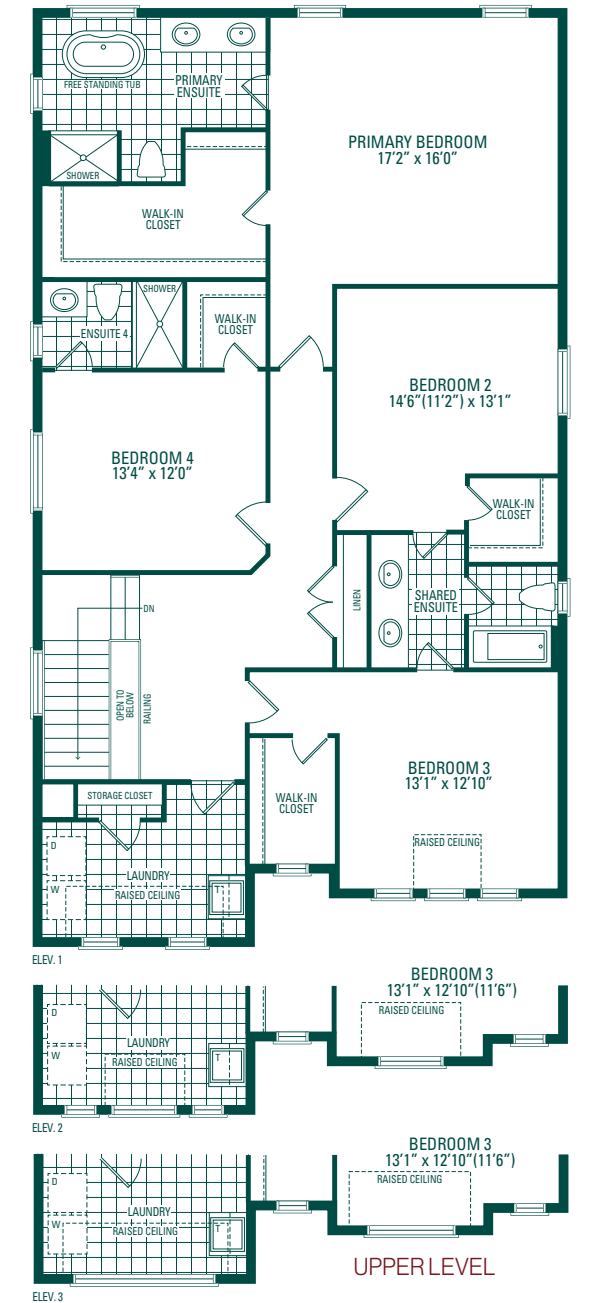 FREE STANDING TUB
PRIMARY
ENSUITE
SHOWER
PRIMARY BEDROOM
17'2" x 16'0"
WALK-IN
CLOSET
SHOWER
ENSUITE 4
WALK-IN
CLOSET
BEDROOM 2
14'6"(11'2") x 13'1"
BEDROOM 4
13'4" x 12'0"
WALK-IN
CLOSET
LINEN
SHARED
ENSUITE
DN
OPEN TO
BELOW
RAILING
BEDROOM 3
13'1" x 12'10"
STORAGE CLOSET
WALK-IN
CLOSET
RAISED CEILING
D
W
LAUNDRY
RAISED CEILING
T
ELEV. 1
BEDROOM 3
13'1" x 12'10"(11'6")
RAISED CEILING
D
LAUNDRY
W
RAISED CEILING
T
ELEV. 2
BEDROOM 3
13'1" x 12'10"(11'6")
RAISED CEILING
D
LAUNDRY
W
RAISED CEILING
T
UPPER LEVEL
ELEV. 3